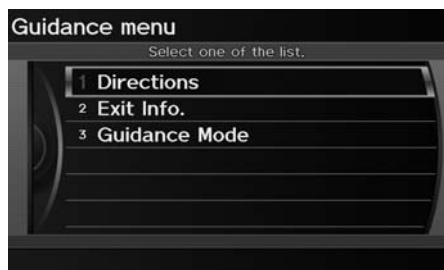 Guidance menu
Select one of the list.
1 Directions
2 Exit Info.
3 Guidance Mode